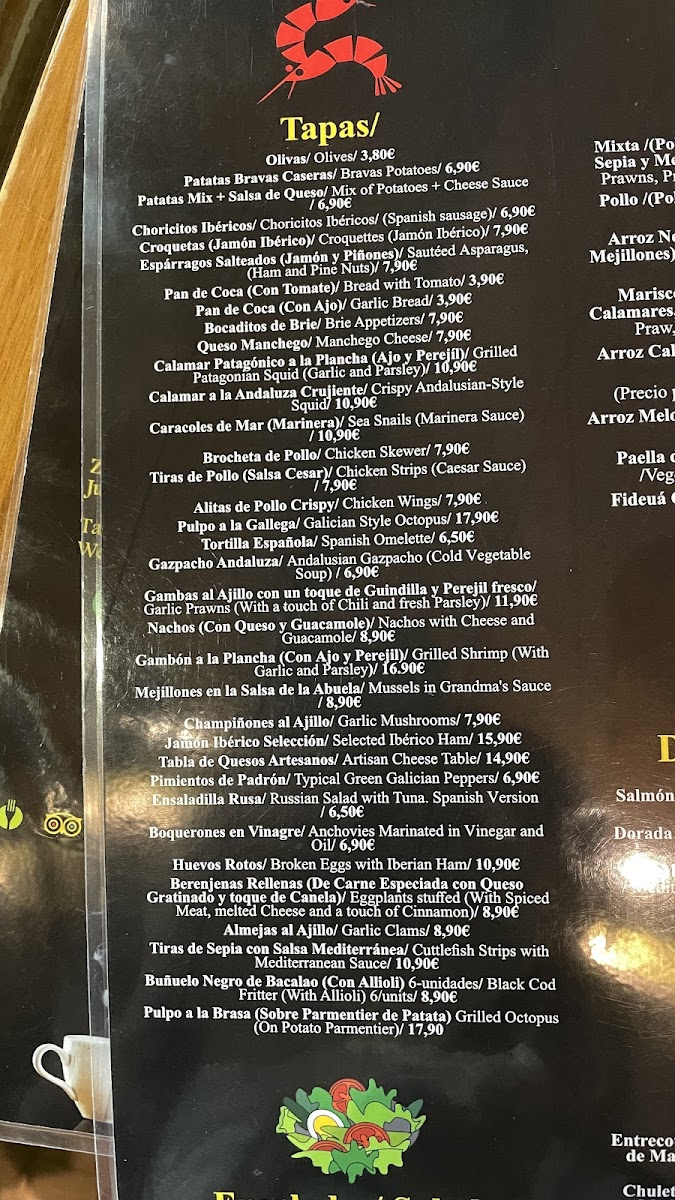 Tapas/
Olivas/ Olives/ 3,80€
Patatas Bravas Caseras/ Bravas Potatoes/ 6,90€
Patatas Mix + Salsa de Queso/ Mix of Potatoes + Cheese Sauce
/ 6,90€
Choricitos Ibéricos/ Choricitos Ibéricos/ (Spanish sausage)/ 6,90€
Croquetas (Jamón Ibérico)/ Croquettes (Jamón Ibérico)/ 7,90€
Espárragos Salteados (Jamón y Piñones)/ Sautéed Asparagus,
(Ham and Pine Nuts)/ 7,90€
Pan de Coca (Con Tomate)/ Bread with Tomato/ 3,90€
Pan de Coca (Con Ajo)/ Garlic Bread/ 3,90€
Bocaditos de Brie/ Brie Appetizers/ 7,90€
Queso Manchego/ Manchego Cheese/ 7,90€
Calamar Patagónico a la Plancha (Ajo y Perejíl)/ Grilled
Patagonian Squid (Garlic and Parsley)/ 10,90€
Calamar a la Andaluza Crujiente/ Crispy Andalusian-Style
Squid/ 10,90€
Caracoles de Mar (Marinera)/ Sea Snails (Marinera Sauce)
/ 10,90€
Brocheta de Pollo/ Chicken Skewer/ 7,90€
Tiras de Pollo (Salsa Cesar)/ Chicken Strips (Caesar Sauce)
/ 7,90€
Alitas de Pollo Crispy/ Chicken Wings/ 7,90€
Pulpo a la Gallega/ Galician Style Octopus/ 17,90€
Tortilla Española/ Spanish Omelette/ 6,50€
Gazpacho Andaluza/ Andalusian Gazpacho (Cold Vegetable
Soup) / 6,90€
Gambas al Ajillo con un toque de Guindilla y Perejil fresco/
Garlic Prawns (With a touch of Chili and fresh Parsley)/ 11,90€
Nachos (Con Queso y Guacamole)/ Nachos with Cheese and
Guacamole/ 8,90€
Gambón a la Plancha (Con Ajo y Perejil)/ Grilled Shrimp (With
Garlic and Parsley)/ 16.90€
Mejillones en la Salsa de la Abuela/ Mussels in Grandma's Sauce
/ 8,90€
Champiñones al Ajillo/ Garlic Mushrooms/ 7,90€
Jamón Ibérico Selección/ Selected Ibérico Ham/ 15,90€
Tabla de Quesos Artesanos/ Artisan Cheese Table/ 14,90€
Pimientos de Padrón/ Typical Green Galician Peppers/ 6,90€
Ensaladilla Rusa/ Russian Salad with Tuna. Spanish Version
/ 6,50€
Boquerones en Vinagre/ Anchovies Marinated in Vinegar and
Oil/ 6,90€
Huevos Rotos/ Broken Eggs with Iberian Ham/ 10,90€
Berenjenas Rellenas (De Carne Especiada con Queso
Gratinado y toque de Canela)/ Eggplants stuffed (With Spiced
Meat, melted Cheese and a touch of Cinnamon)/ 8,90€
Almejas al Ajillo/ Garlic Clams/ 8,90€
Tiras de Sepia con Salsa Mediterránea/ Cuttlefish Strips with
Mediterranean Sauce/ 10,90€
Buñuelo Negro de Bacalao (Con Allioli) 6-unidades/ Black Cod
Fritter (With Allioli) 6/units/ 8,90€
Pulpo a la Brasa (Sobre Parmentier de Patata) Grilled Octopus
(On Potato Parmentier)/ 17,90
Mixta /(Pol
Sepia y Me
Prawns, Pr
Pollo /(Pol
Arroz Ne
Mejillones)
Marisc
Calamares,
Praw,
Arroz Cal
(Precio p
Arroz Melo
Paella d
/Vege
Fideuá
D
Salmón
Dorada
Entreco
de Ma
Chulet